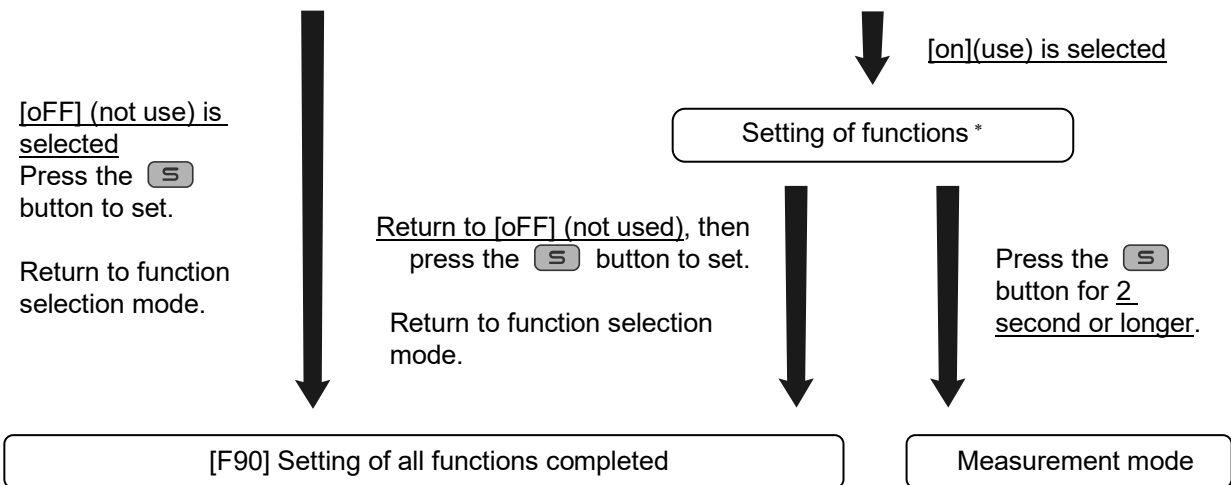 [on](use) is selected
[oFF] (not use) is
selected
Press the S
button to set.
Return to function
selection mode.
Setting of functions *
Return to [oFF] (not used), then
press the S button to set.
Return to function selection
mode.
Press the S
button for 2
second or longer.
[F90] Setting of all functions completed
Measurement mode